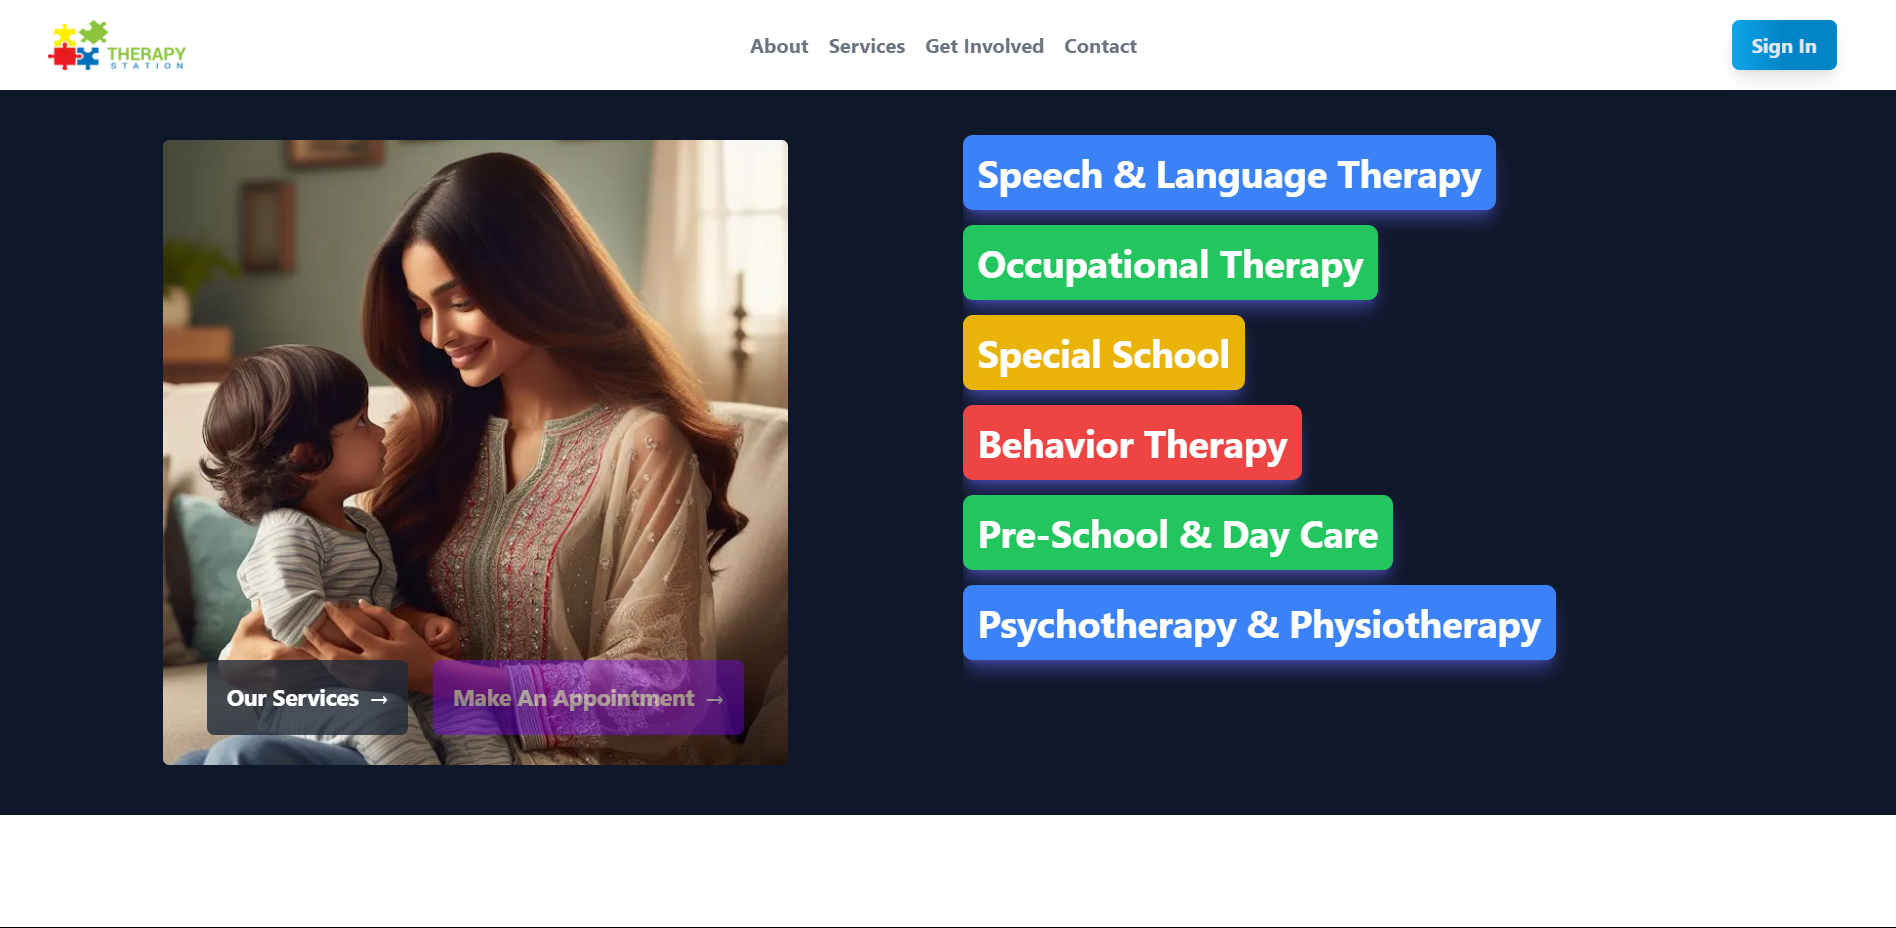 THERAPY
STATION
About
Services
Get Involved
Contact
Sign In
Speech & Language Therapy
Occupational Therapy
Special School
Behavior Therapy
Pre-School & Day Care
Psychotherapy & Physiotherapy
Our Services →
Make An Appointment →